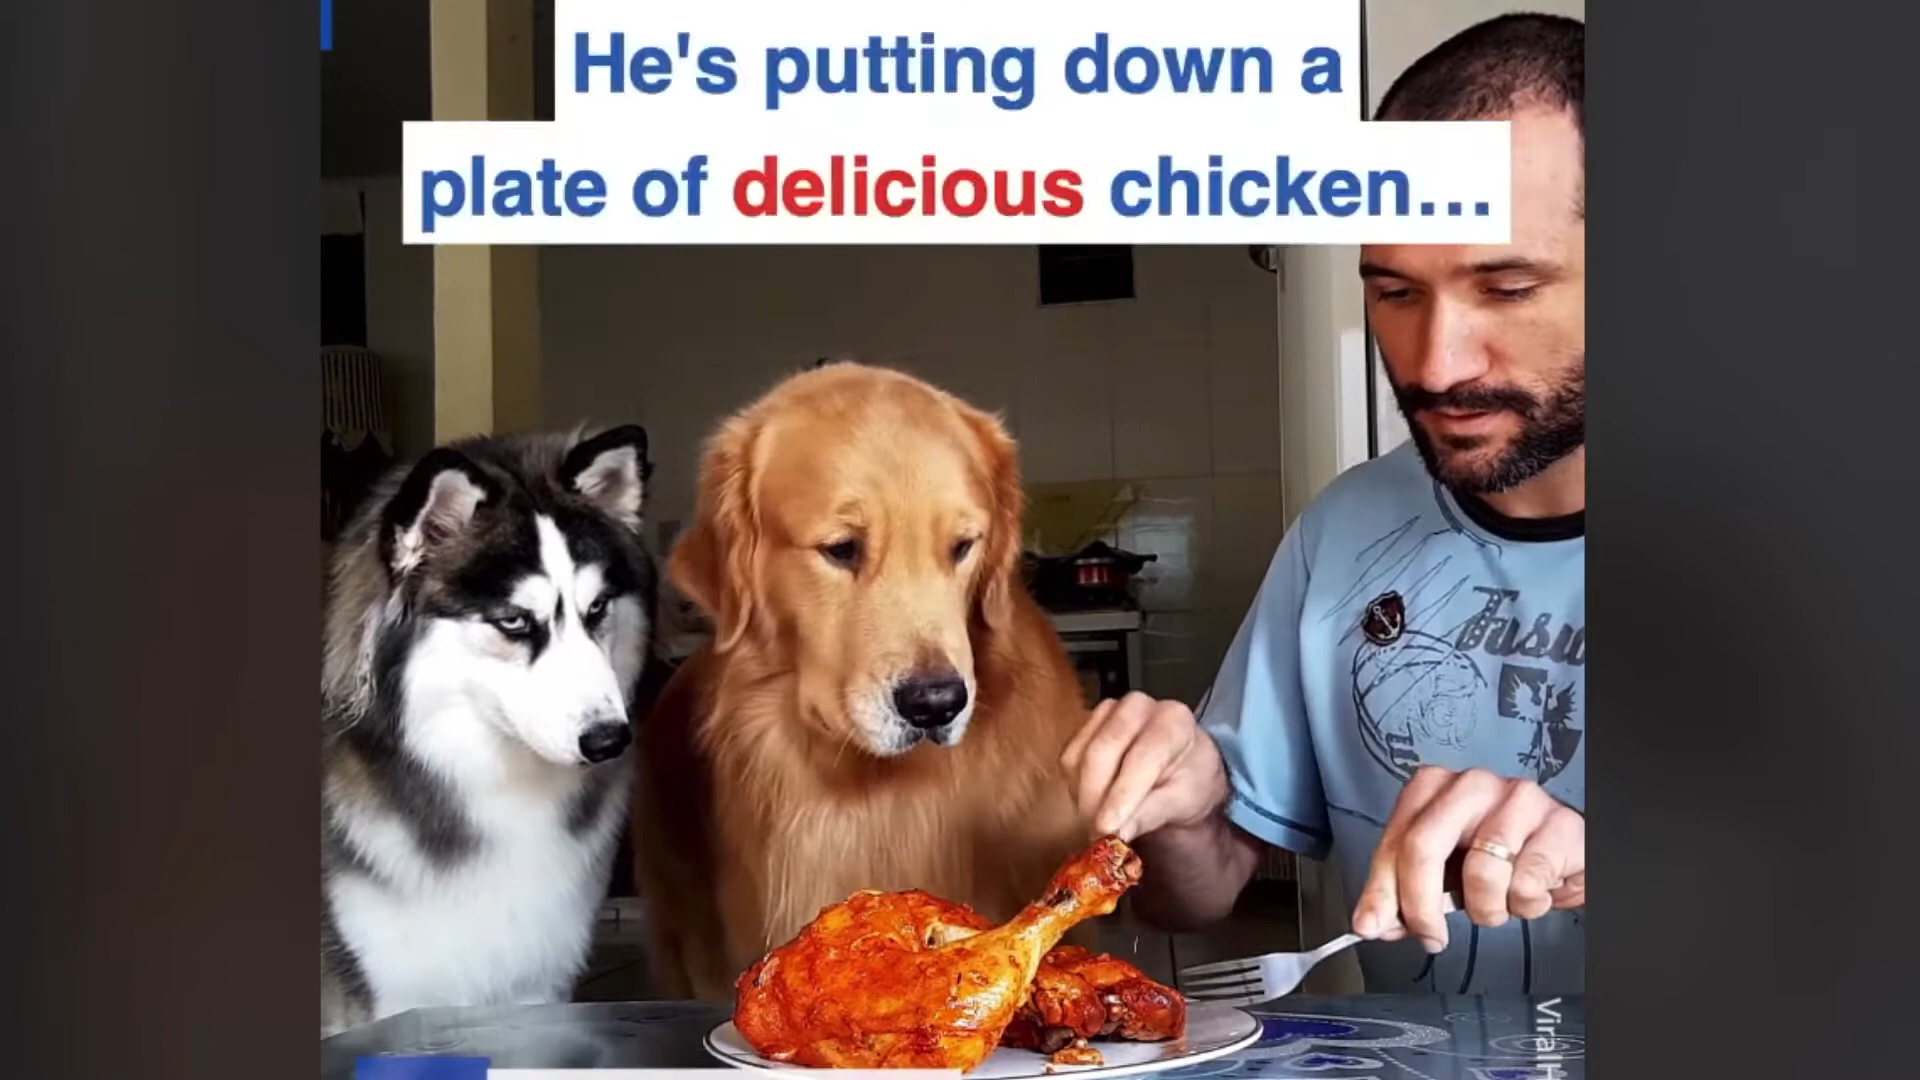 He's putting down a
plate of delicious chicken...